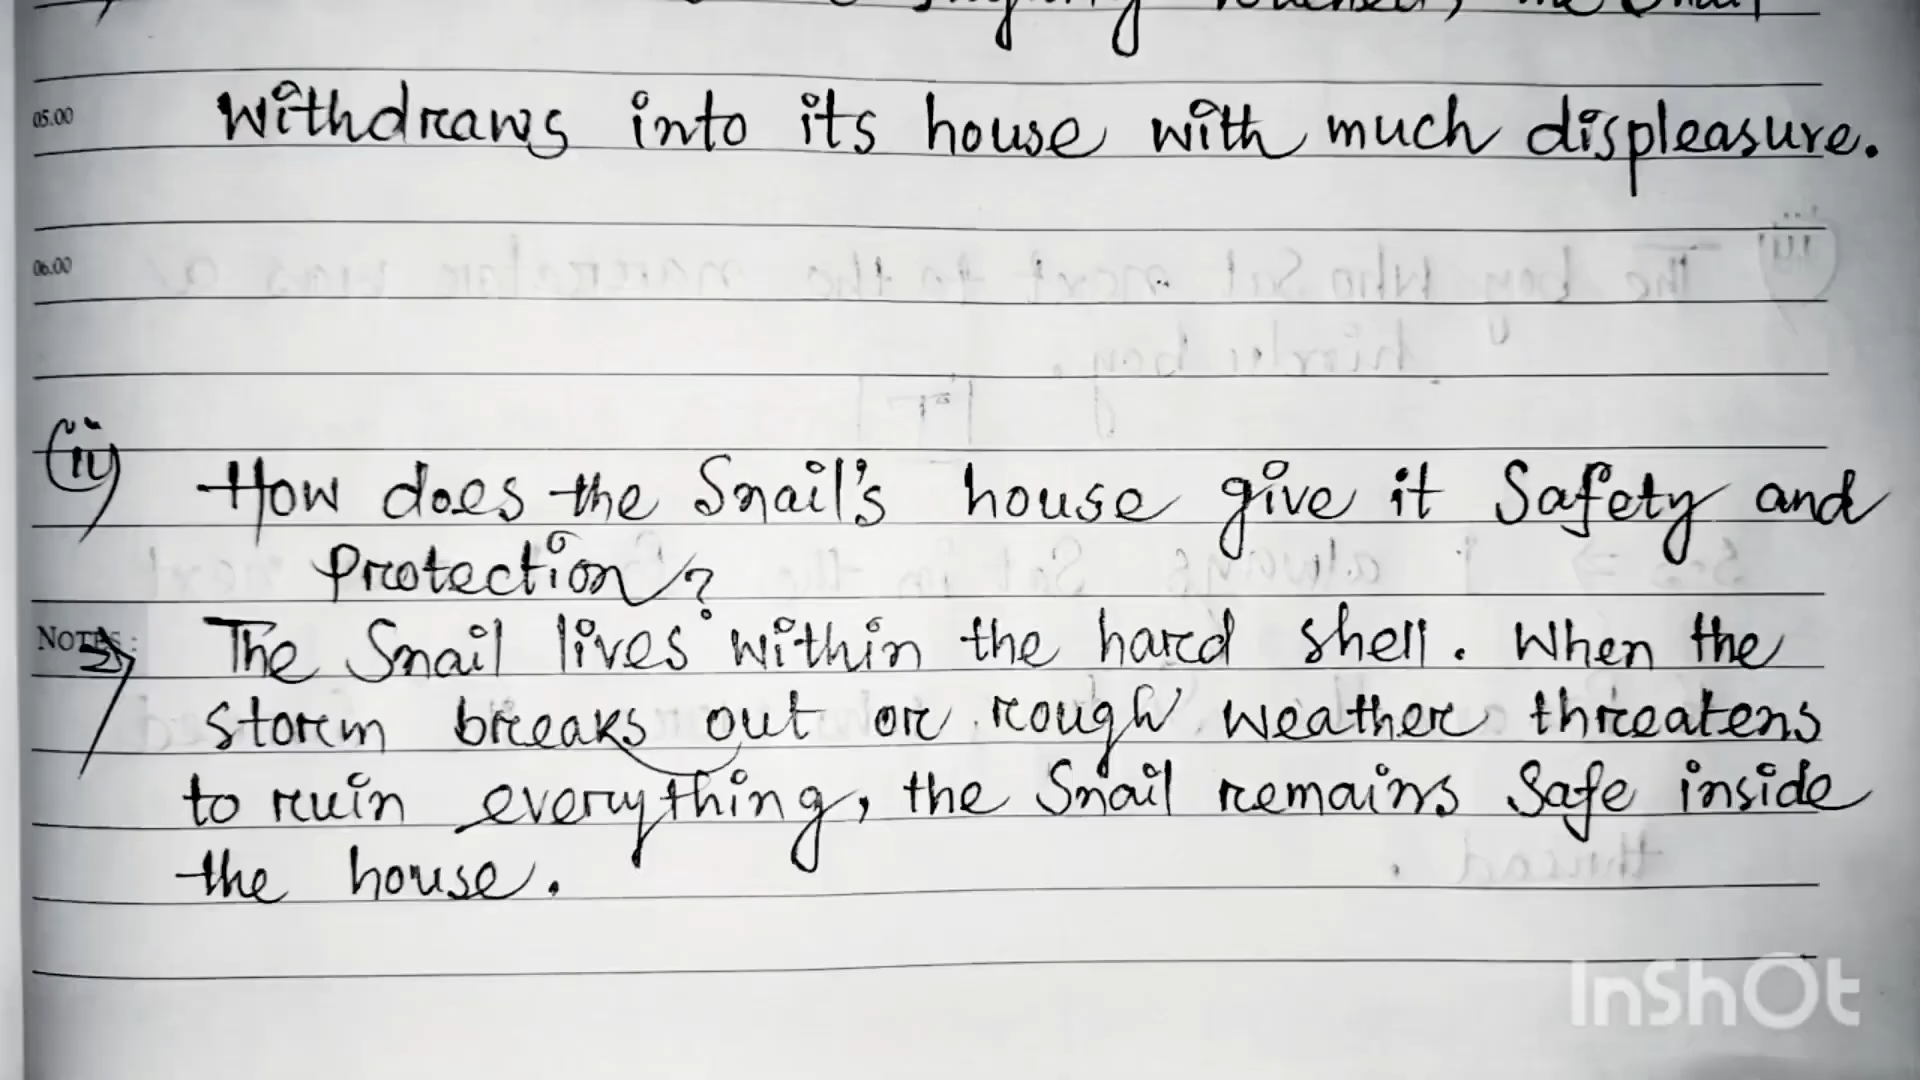 the Snail
withdraws into its house with much displeasure.
05.00
06.00
(ii) How does the Snail's house give it Safety and
protection?
NOTES:
⇒ The Snail lives within the hard shell. When the
storm breaks out or rough weather threatens
to ruin everything, the Snail remains Safe inside
the house.
InShOt